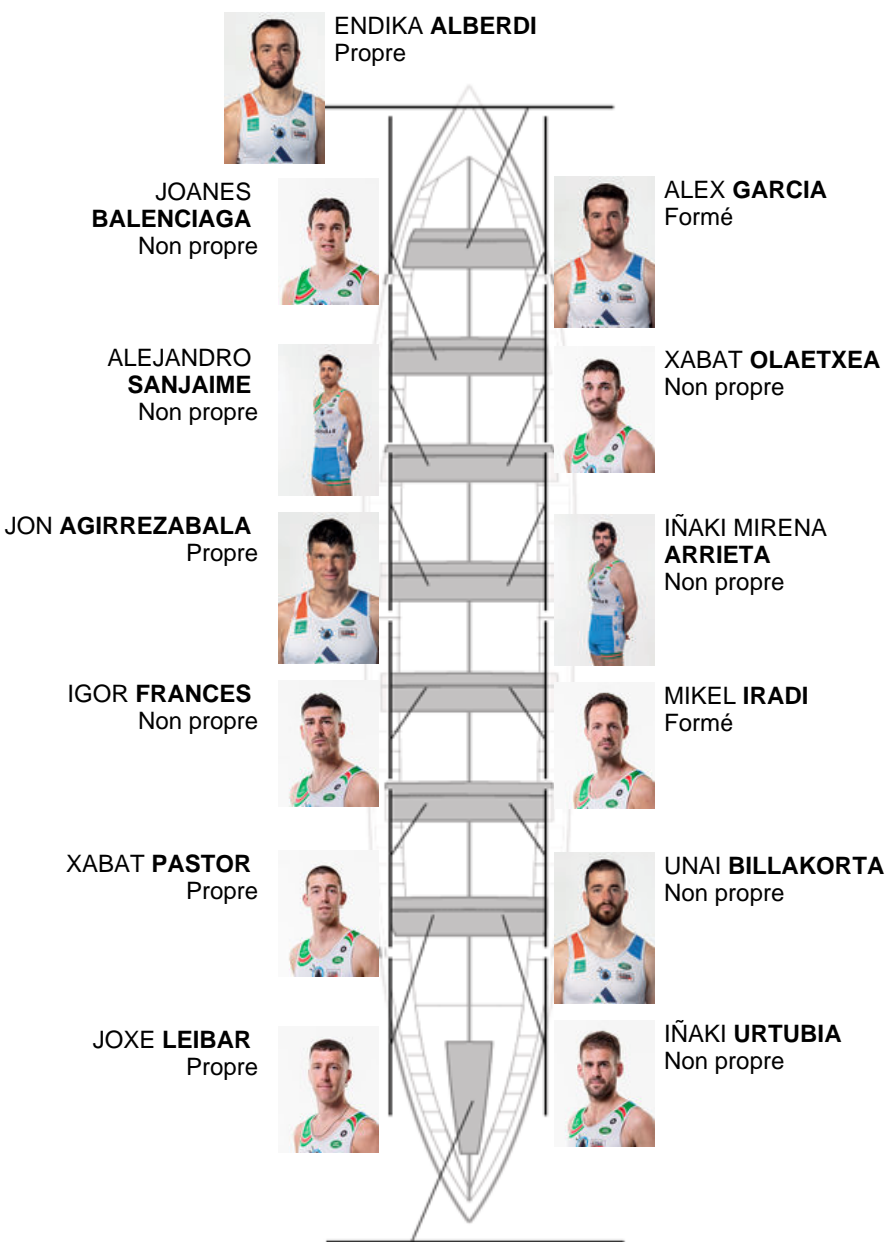 ENDIKA ALBERDI
Propre
JOANES
BALENCIAGA
Non propre
ALEX GARCIA
Formé
ALEJANDRO
SANJAIME
Non propre
XABAT OLAETXEA
Non propre
JON AGIRREZABALA
Propre
IÑAKI MIRENA
ARRIETA
Non propre
IGOR FRANCES
Non propre
MIKEL IRADI
Formé
XABAT PASTOR
Propre
UNAI BILLAKORTA
Non propre
JOXE LEIBAR
Propre
IÑAKI URTUBIA
Non propre